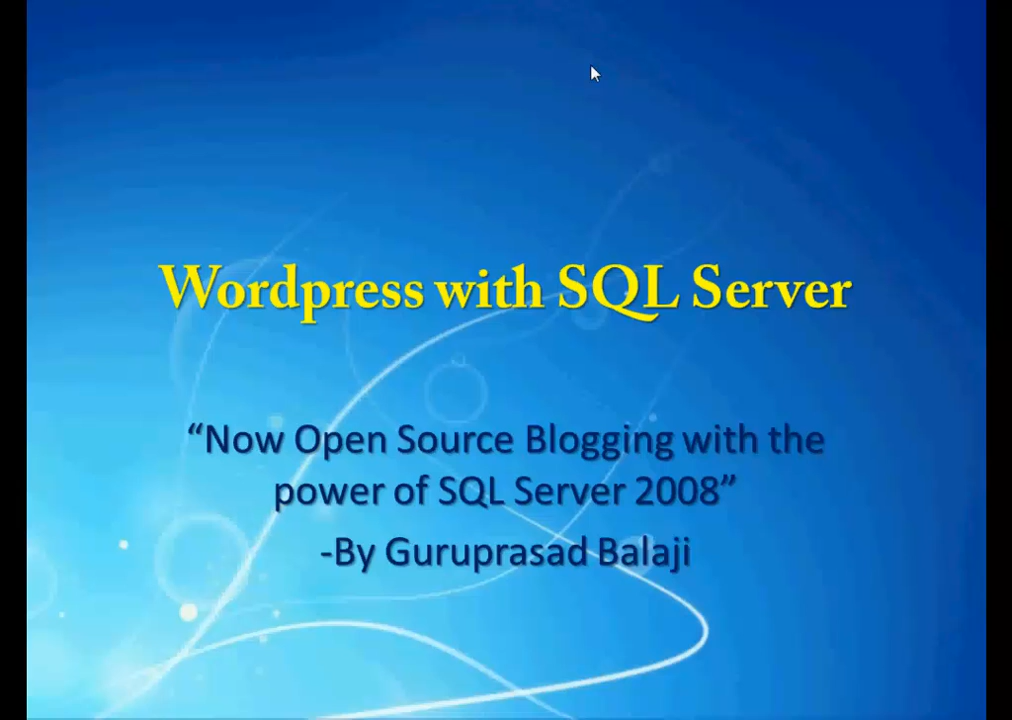 Wordpress with SQL Server
“Now Open Source Blogging with the
power of SQL Server 2008”
-By Guruprasad Balaji